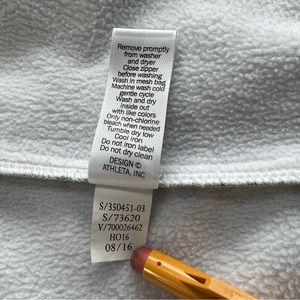 Remove promptly
from washer
and dryer
Close zipper
before washing
Wash in mesh bag
Machine wash cold
gentle cycle
Wash and dry
inside out
with like colors
Only non-chlorine
bleach when needed
Tumble dry low
Cool iron
Do not iron label
Do not dry clean
DESIGN ©
ATHLETA, INC
S/350451-03
S/73620
V/700026462
HO16
08/16